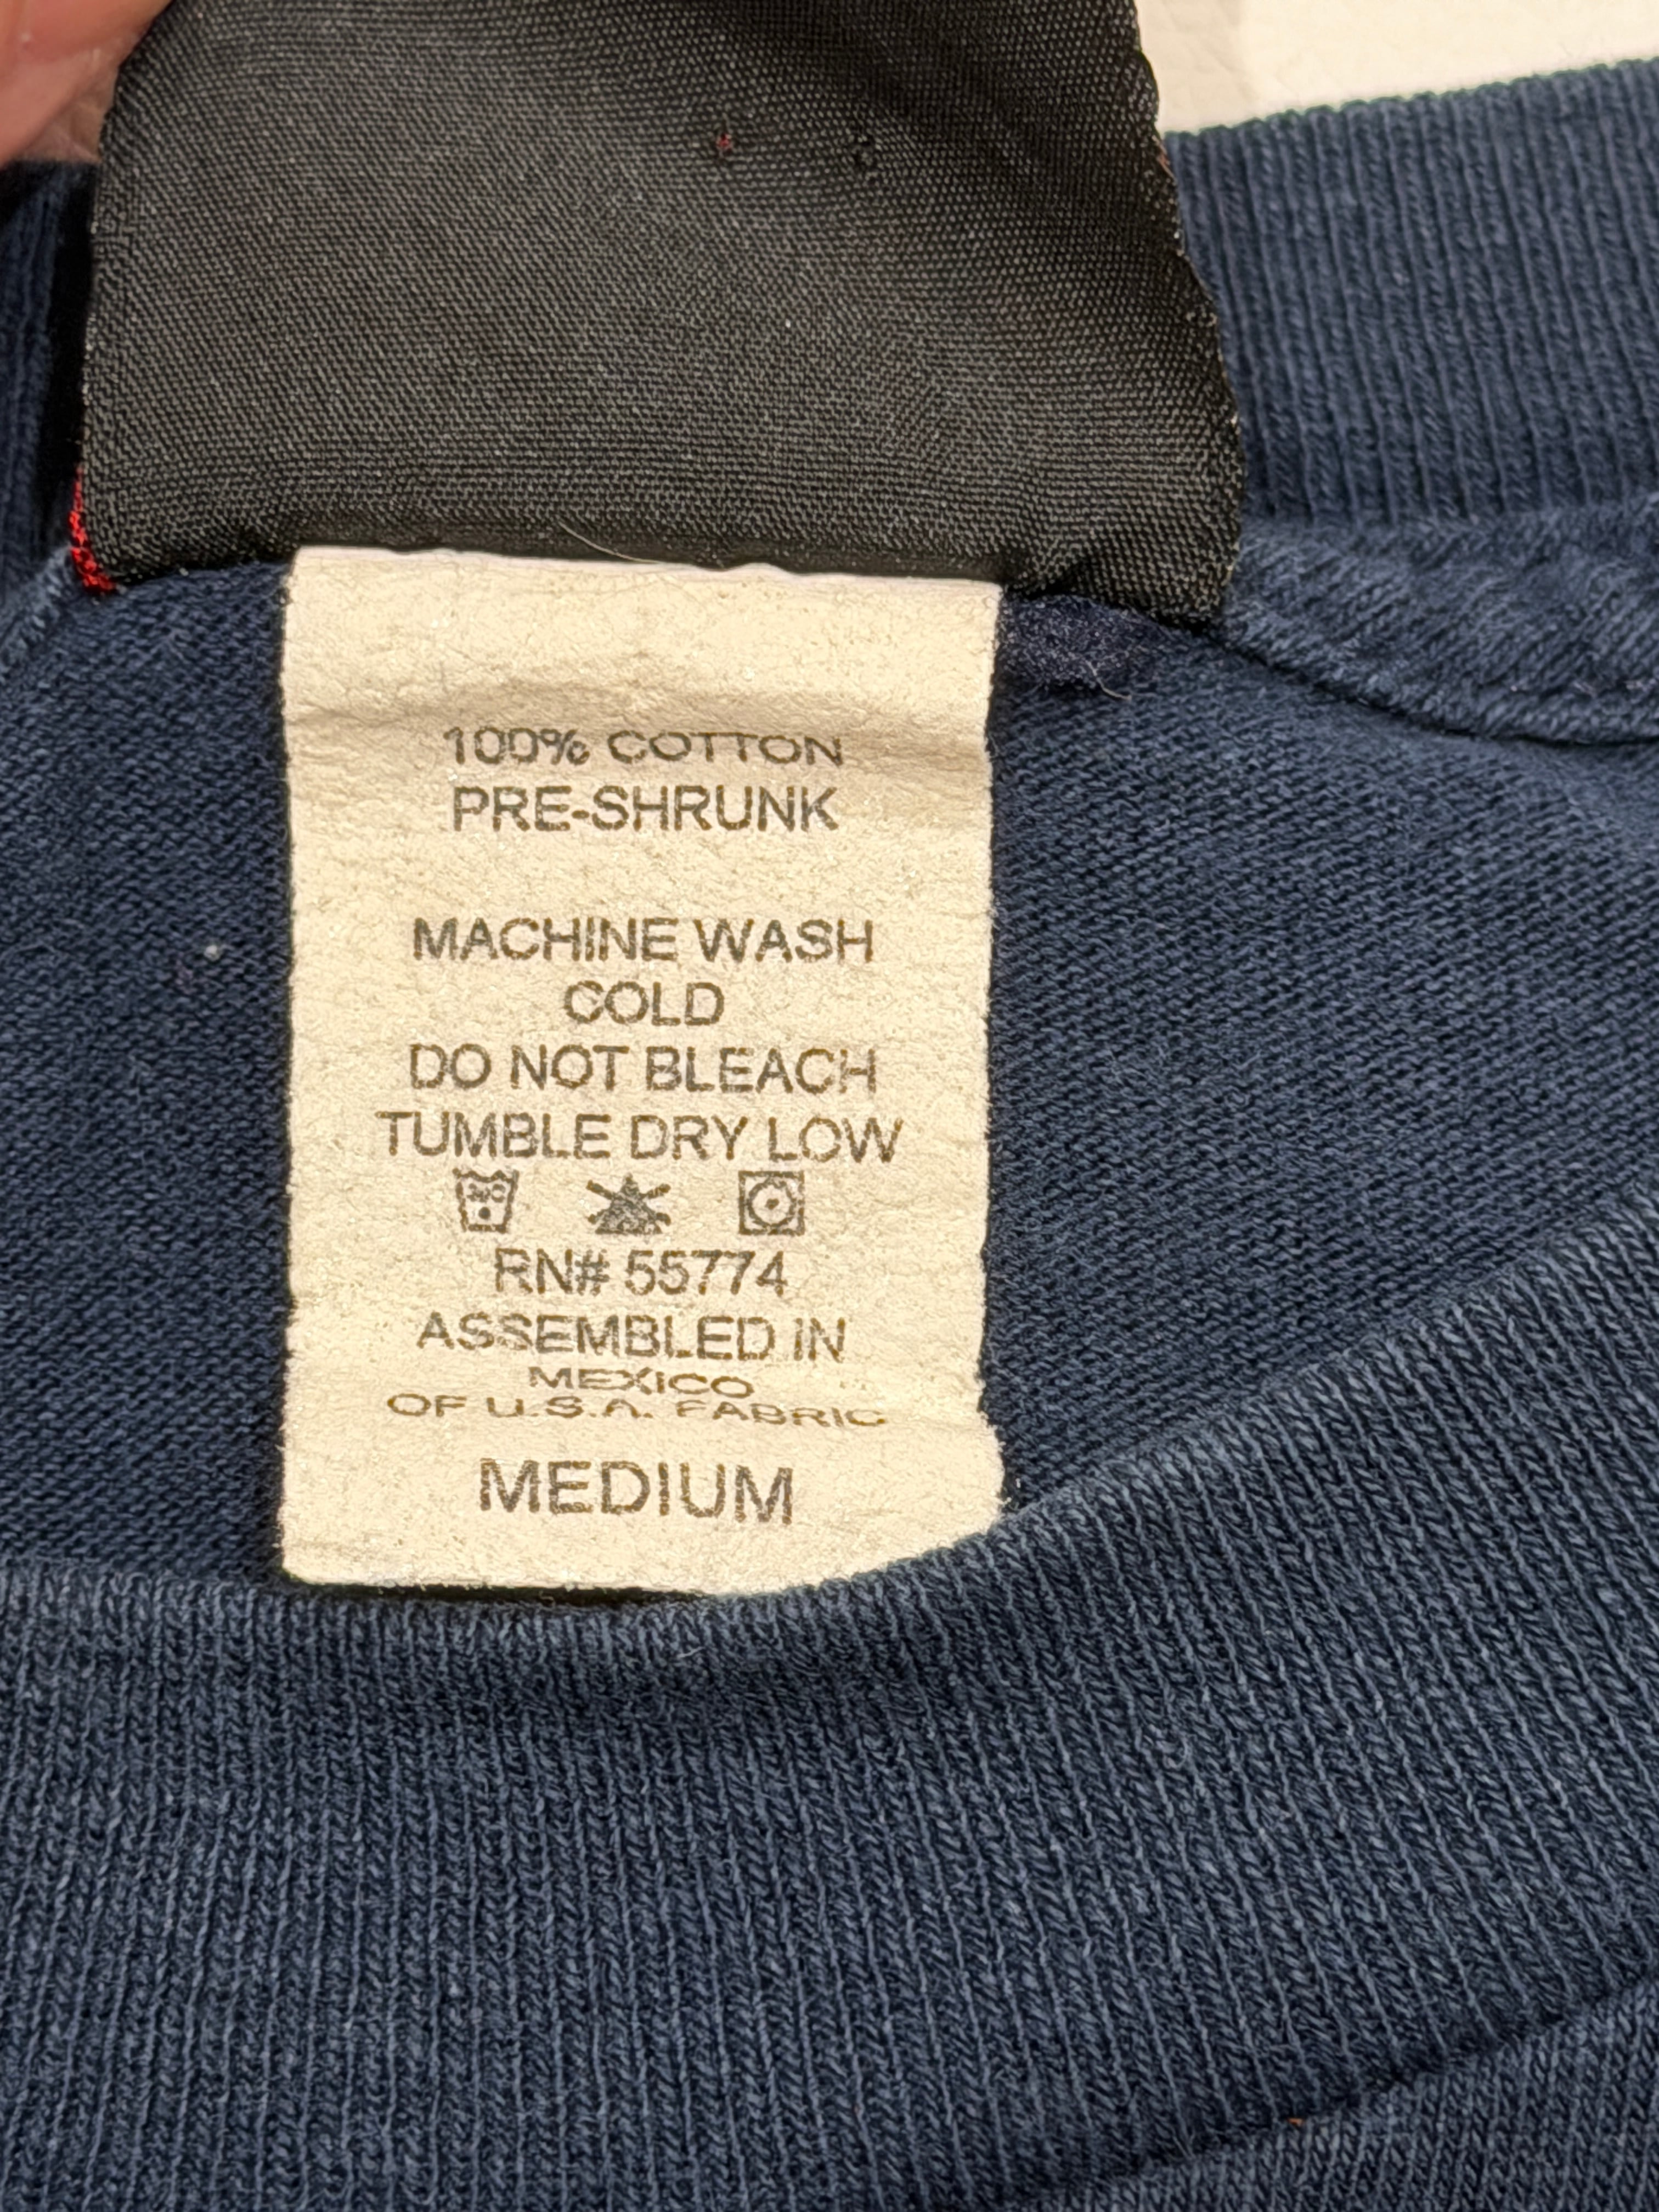 100% COTTON
PRE-SHRUNK
MACHINE WASH
COLD
DO NOT BLEACH
TUMBLE DRY LOW
RN# 55774
ASSEMBLED IN
MEXICO
OF U.S.A. FABRIC
MEDIUM